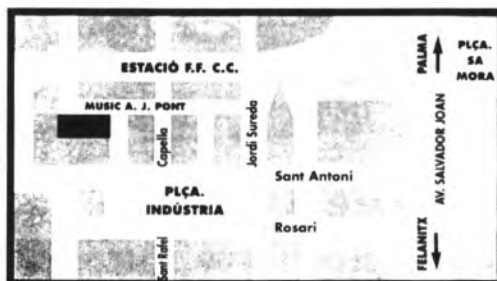 ESTACIÓ F.F. C.C.
MUSIC A. J. PONT
Capella
Jordi Sureda
Sant Antoni
PLÇA.
INDÚSTRIA
Rosari
Sant Rafel
PALMA
PLÇA.
SA
MORA
AV. SALVADOR JOAN
FELANITX